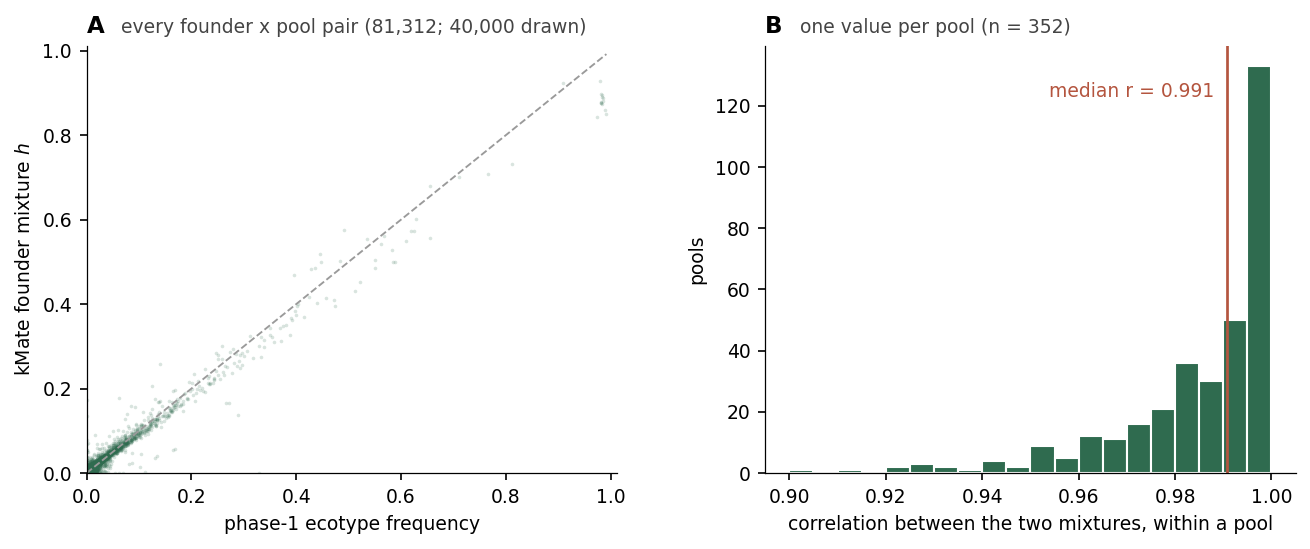 A every founder x pool pair (81,312; 40,000 drawn)
1.0
0.8
0.6
0.4
0.2
0.0
kMate founder mixture h
0.0 0.2 0.4 0.6 0.8 1.0
phase-1 ecotype frequency
B one value per pool (n = 352)
median r = 0.991
120
100
80
60
40
20
0
pools
0.90 0.92 0.94 0.96 0.98 1.00
correlation between the two mixtures, within a pool